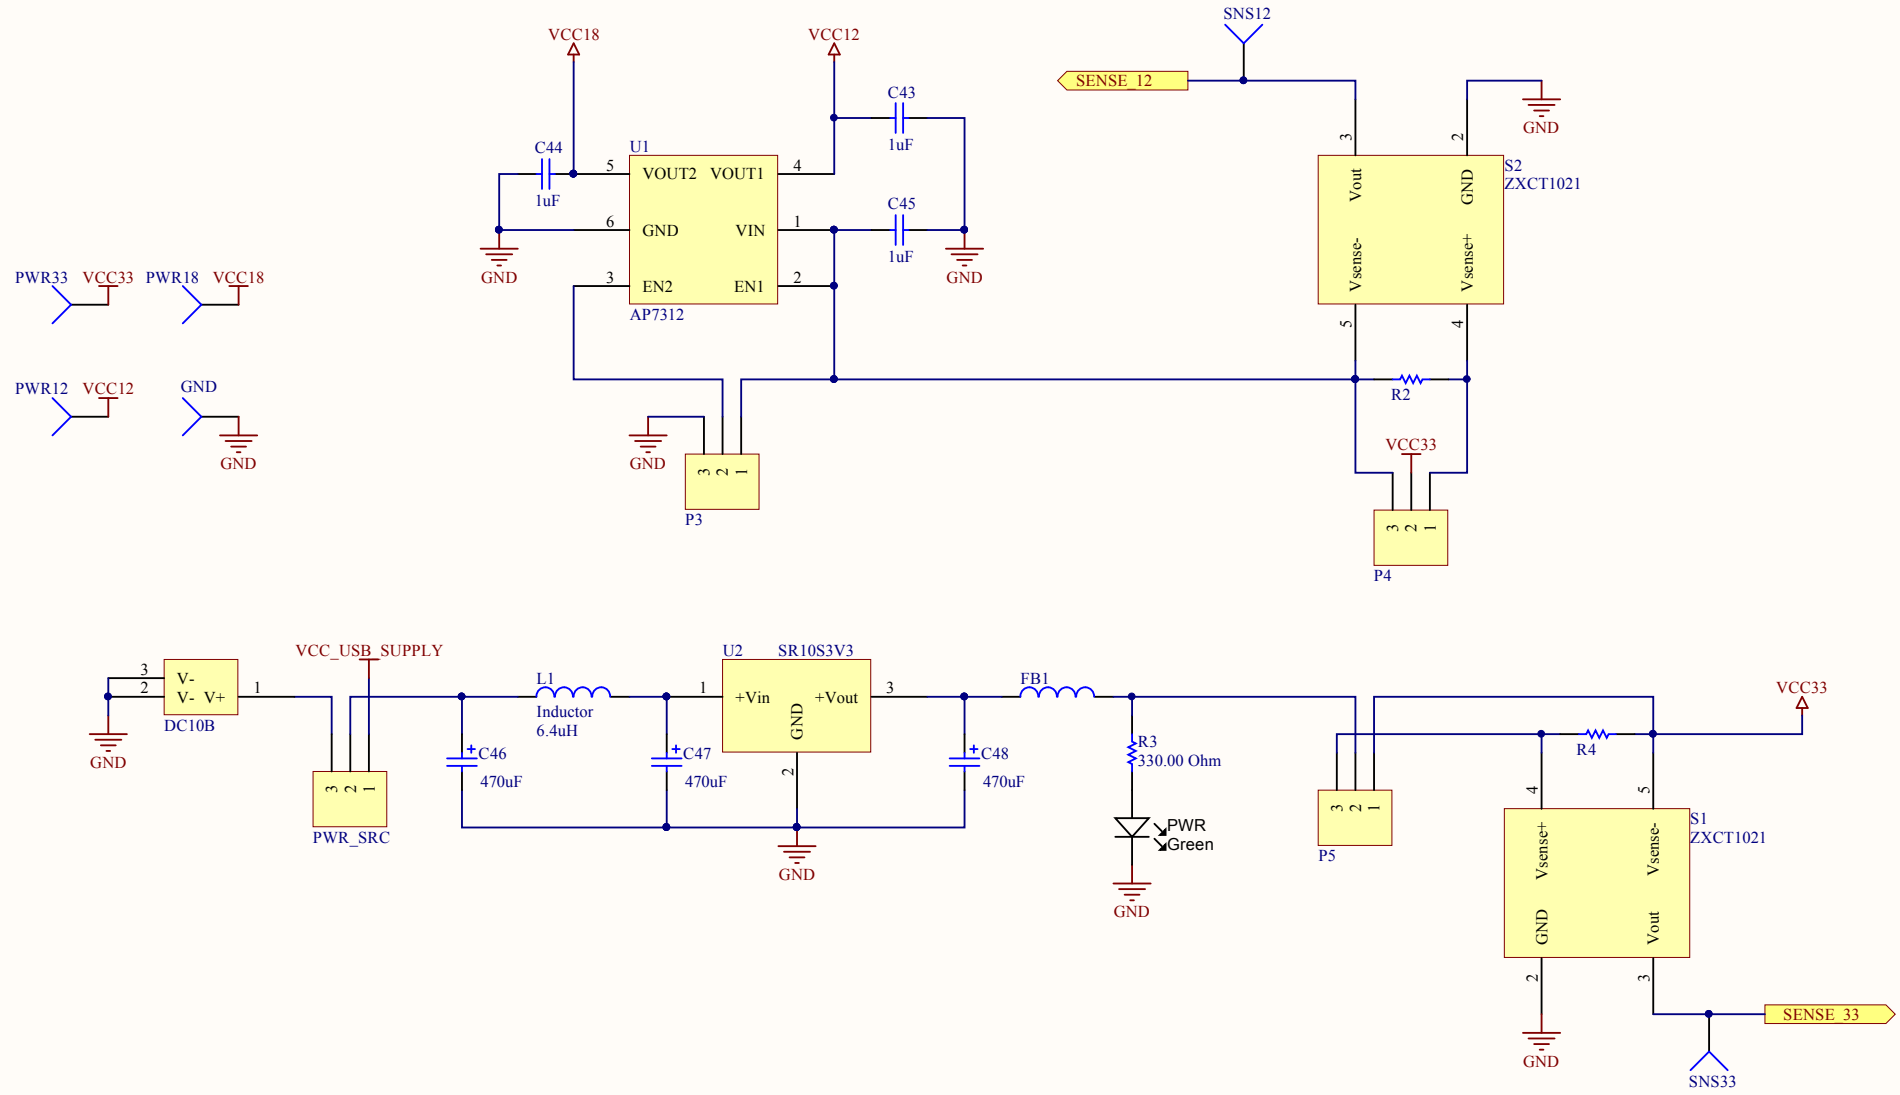 SNS12
VCC18
VCC12
SENSE_12
C43
1uF
GND
C44
1uF
U1
5
VOUT2
VOUT1
4
6
GND
VIN
1
3
EN2
EN1
2
AP7312
GND
C45
1uF
GND
3
2
Vout
GND
Vsense-
Vsense+
S2
ZXCT1021
5
4
R2
PWR33
VCC33
PWR18
VCC18
PWR12
VCC12
GND
GND
GND
3
2
1
P3
VCC33
3
2
1
P4
3
2
V-
V- V+
1
DC10B
GND
VCC_USB_SUPPLY
3
2
1
PWR_SRC
L1
Inductor
6.4uH
C46
470uF
C47
470uF
U2
SR10S3V3
1
+Vin
+Vout
3
GND
2
GND
C48
470uF
FB1
R3
330.00 Ohm
PWR
Green
GND
3
2
1
P5
VCC33
R4
4
5
Vsense+
Vsense-
GND
Vout
S1
ZXCT1021
2
3
GND
SENSE_33
SNS33